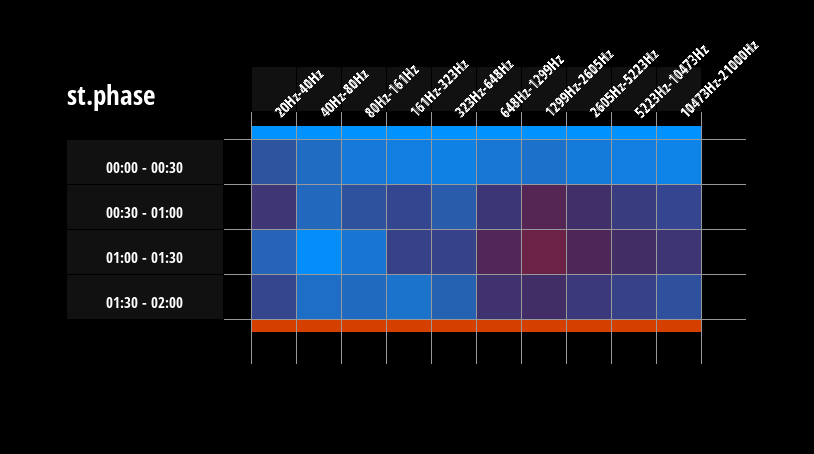 st.phase
20Hz-40Hz
40Hz-80Hz
80Hz-161Hz
161Hz-323Hz
323Hz-648Hz
648Hz-1299Hz
1299Hz-2605Hz
2605Hz-5223Hz
5223Hz-10473Hz
10473Hz-21000Hz
00:00 - 00:30
00:30 - 01:00
01:00 - 01:30
01:30 - 02:00